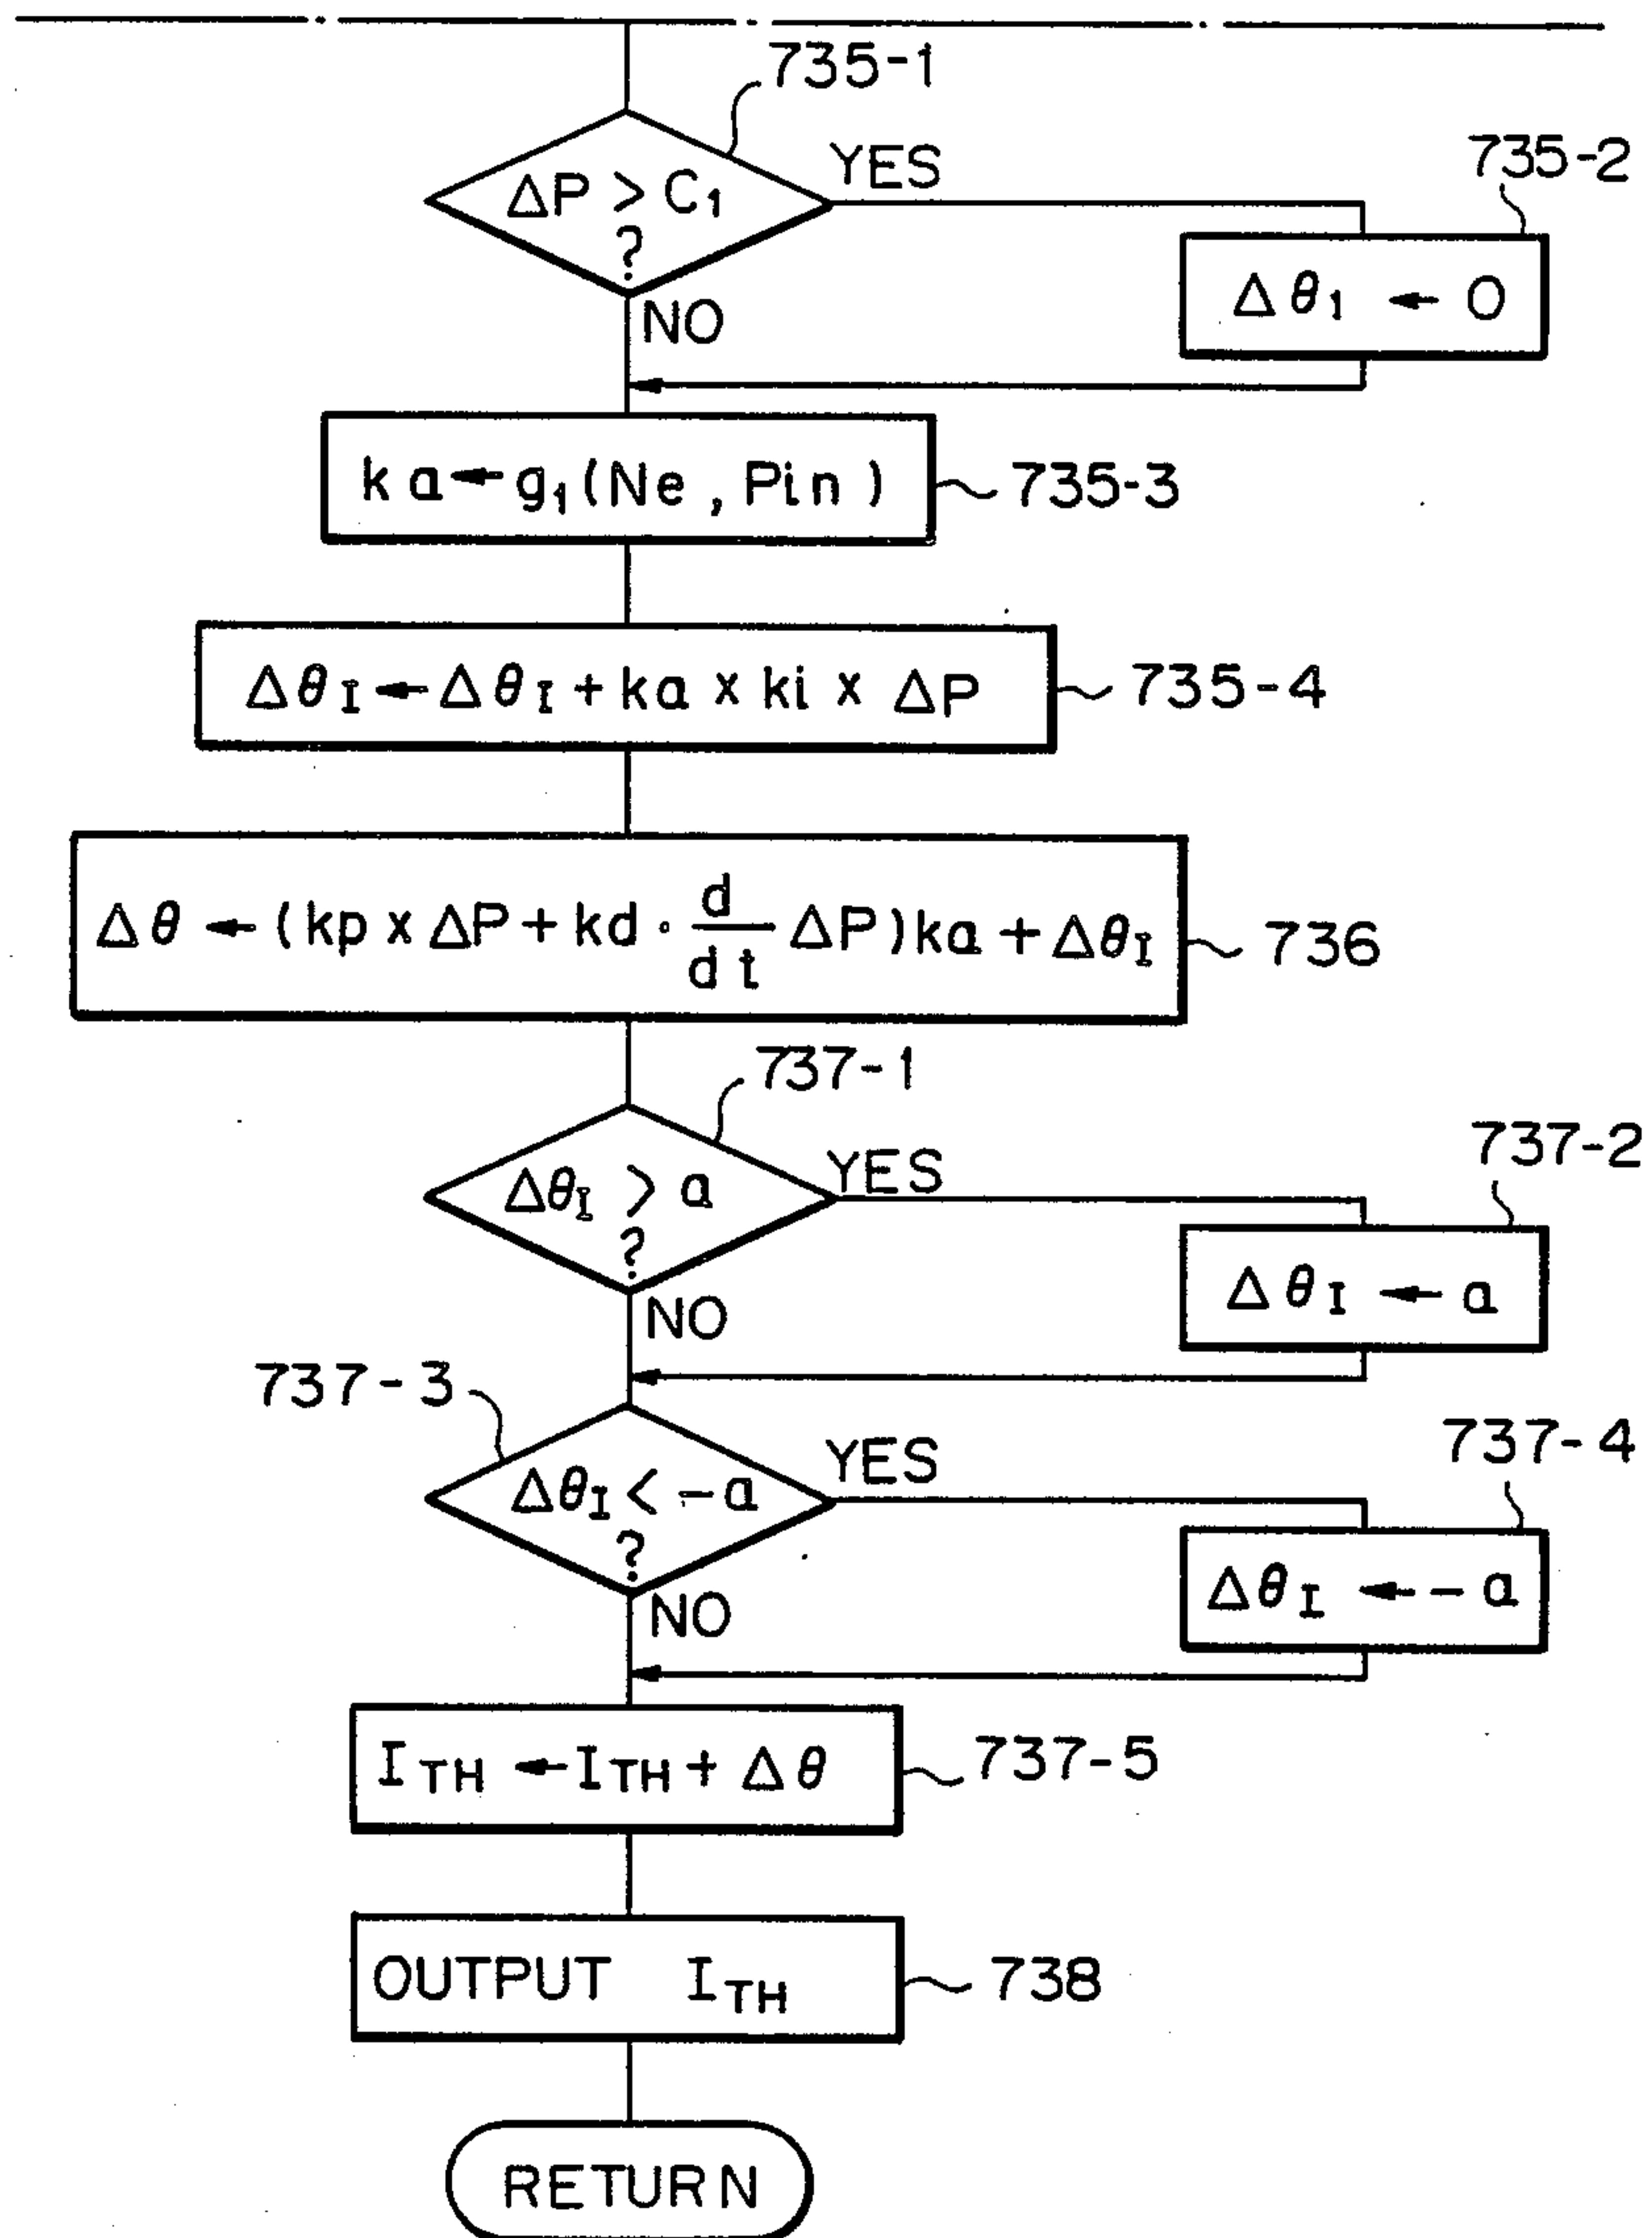 735-1
ΔP > C₁
?
YES
735-2
Δθ₁ ← 0
NO
ka ← g₁(Ne, Pin)
735-3
Δθ_I ← Δθ_I + ka × ki × ΔP
735-4
Δθ ← (kp × ΔP + kd · d/dt ΔP)ka + Δθ_I
736
737-1
Δθ_I > a
?
YES
737-2
Δθ_I ← a
NO
737-3
Δθ_I < -a
?
YES
737-4
Δθ_I ← -a
NO
I_TH ← I_TH + Δθ
737-5
OUTPUT I_TH
738
RETURN